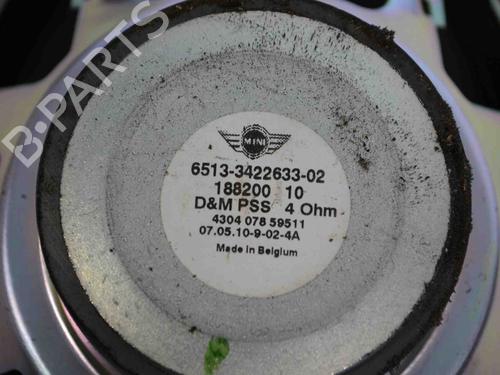 B-PARTS
MINI
6513-3422633-02
188200 10
D&M PSS 4 Ohm
4304 078 59511
07.05.10-9-02-4A
Made in Belgium